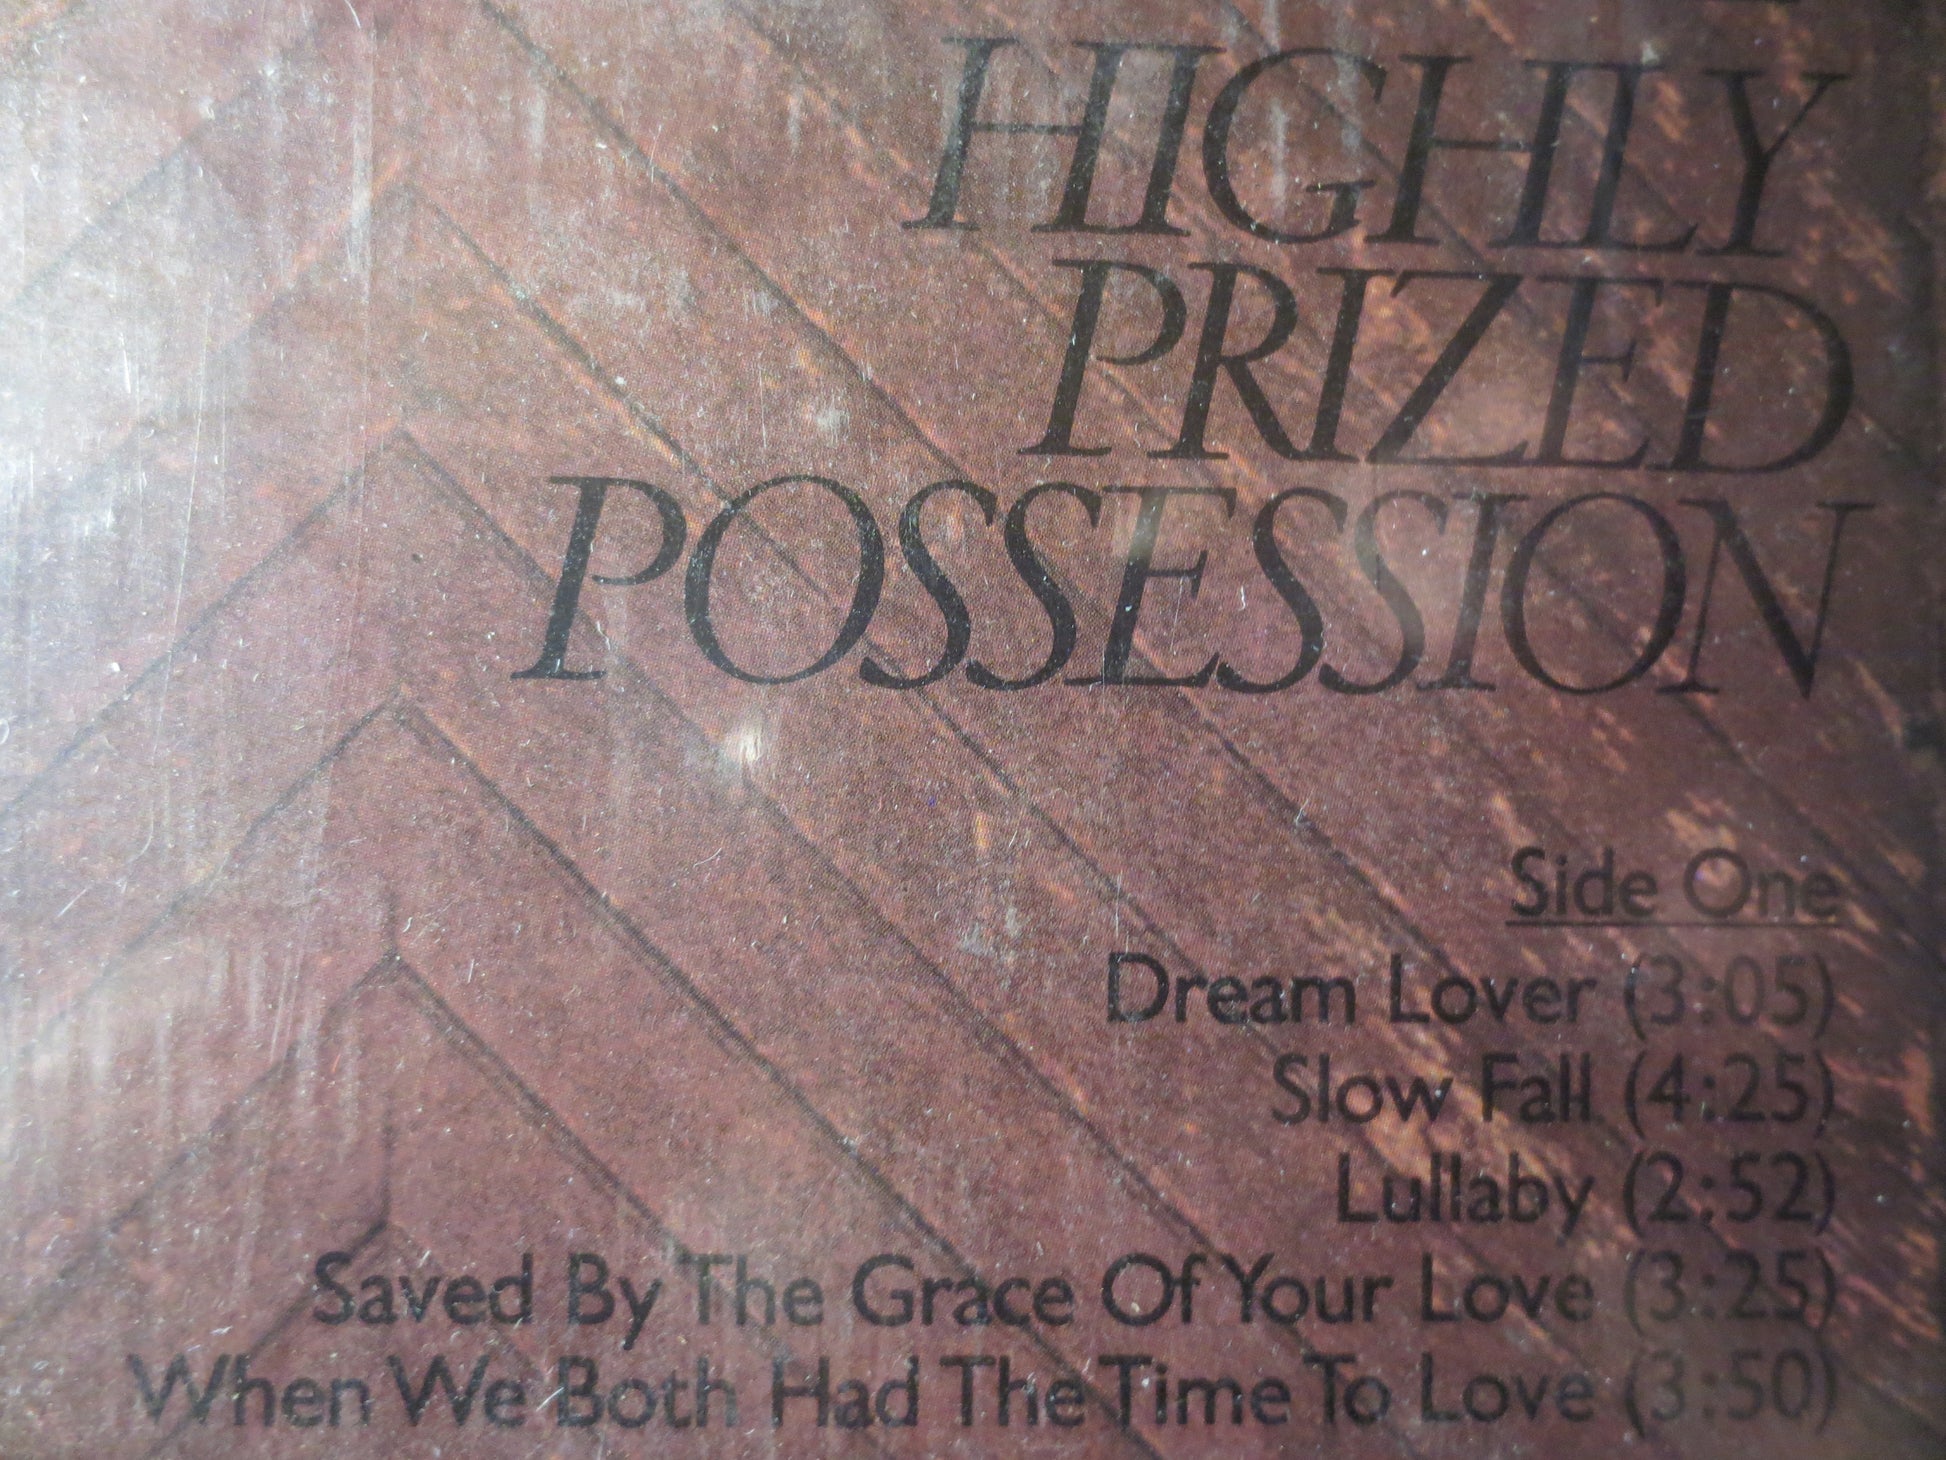 HIGHLY
PRIZED
POSSESSION
Side One
Dream Lover (3:05)
Slow Fall (4:25)
Lullaby (2:52)
Saved By The Grace Of Your Love (3:25)
When We Both Had The Time To Love (3:50)